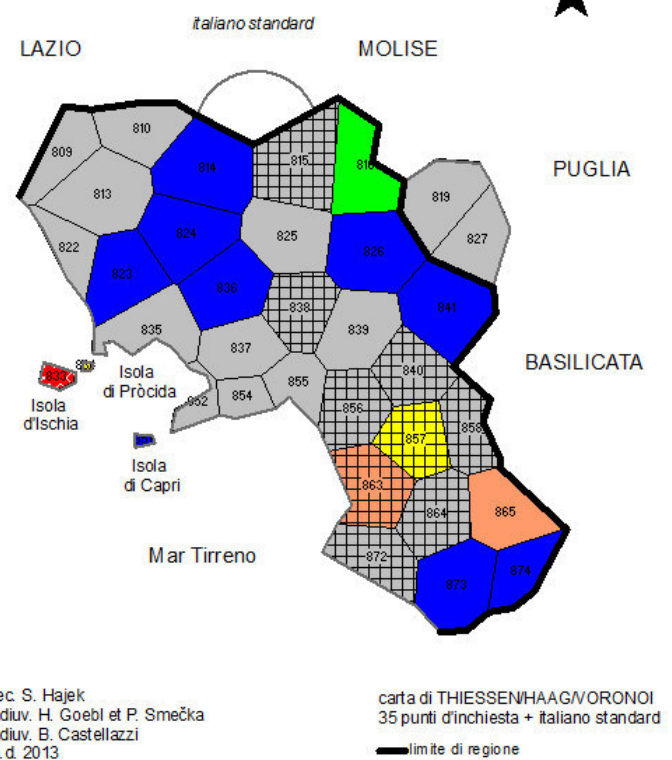 italiano standard
LAZIO
MOLISE
810
809
814
815
816
PUGLIA
813
819
824
825
827
822
826
823
836
841
838
835
839
837
BASILICATA
840
833
Isola
di Pròcida
855
854
852
Isola
d'Ischia
856
857
858
Isola
di Capri
863
864
865
Mar Tirreno
872
873
874
ec. S. Hajek
diuv. H. Goebl et P. Smečka
diuv. B. Castellazzi
.d. 2013
carta di THIESSEN/HAAG/VORONOI
35 punti d'inchiesta + italiano standard
limite di regione